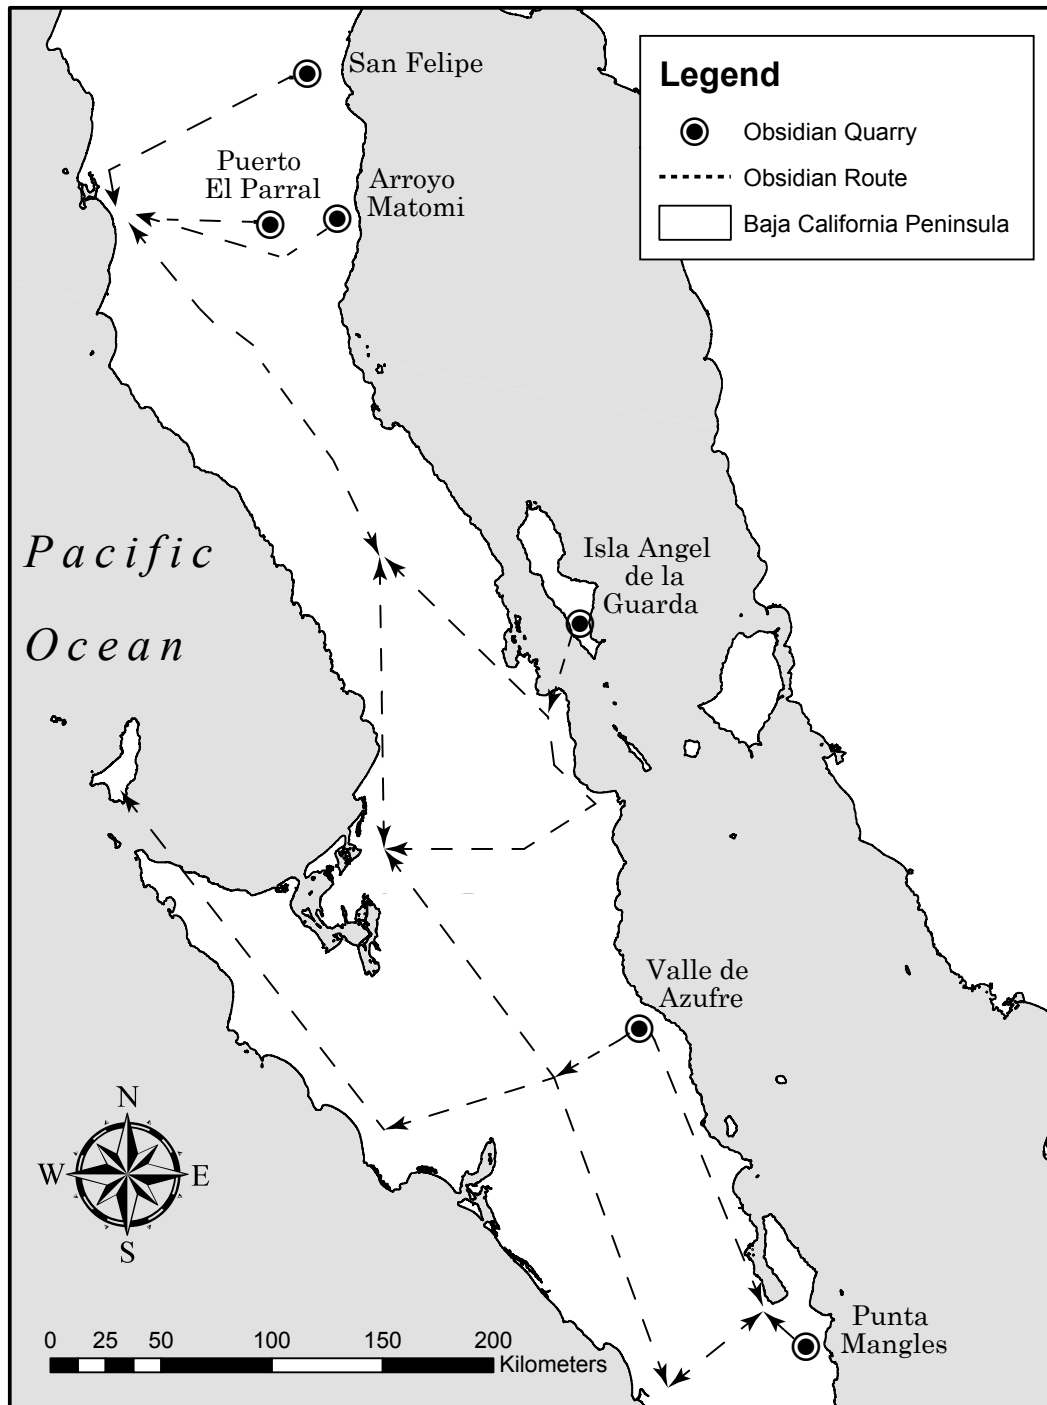 San Felipe
Legend
Obsidian Quarry
Obsidian Route
Baja California Peninsula
Puerto
El Parral
Arroyo
Matomi
Pacific
Ocean
Isla Angel
de la
Guarda
Valle de
Azufre
N
W E
S
Punta
Mangles
0 25 50 100 150 200
Kilometers